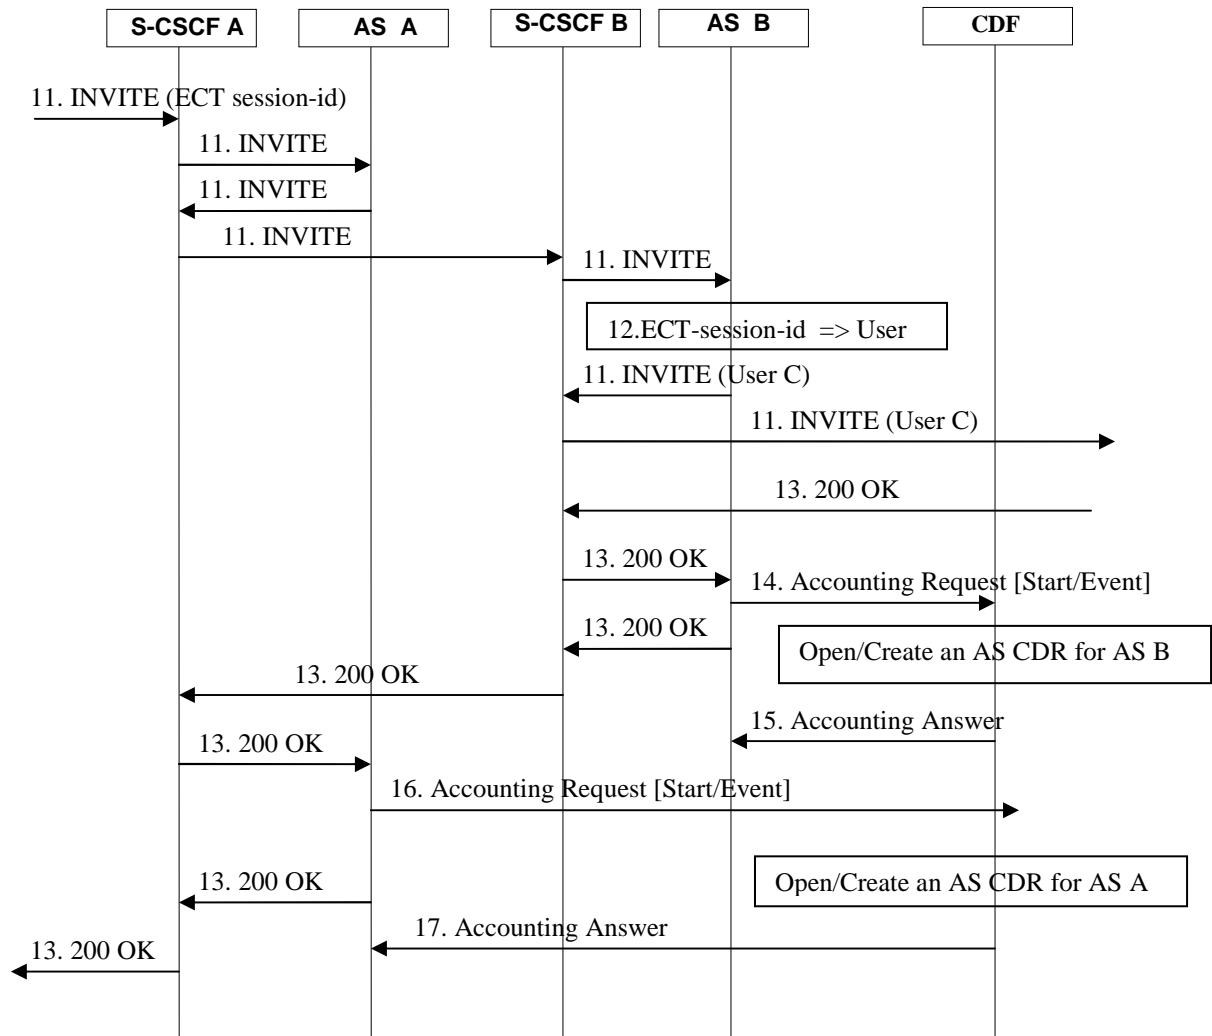 S-CSCF A
AS A
S-CSCF B
AS B
CDF
11. INVITE (ECT session-id)
11. INVITE
11. INVITE
11. INVITE
11. INVITE
12.ECT-session-id => User
11. INVITE (User C)
11. INVITE (User C)
13. 200 OK
13. 200 OK
14. Accounting Request [Start/Event]
13. 200 OK
Open/Create an AS CDR for AS B
13. 200 OK
15. Accounting Answer
13. 200 OK
16. Accounting Request [Start/Event]
13. 200 OK
Open/Create an AS CDR for AS A
17. Accounting Answer
13. 200 OK